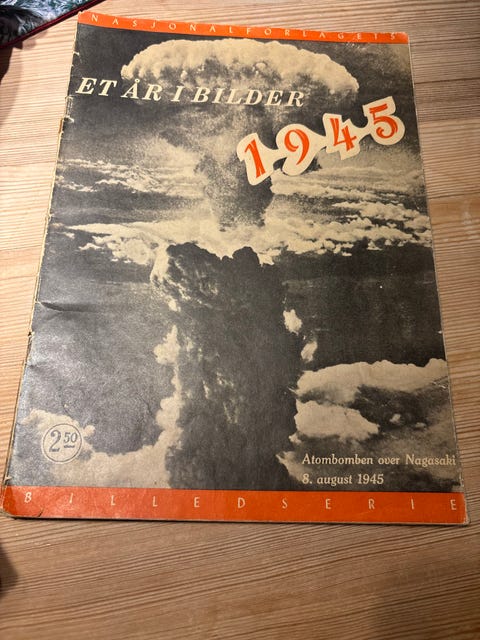 NASJONALFORLAGETS
ET ÅR I BILDER
1945
2.50
Atombomben over Nagasaki
8. august 1945
BILLEDSERIE